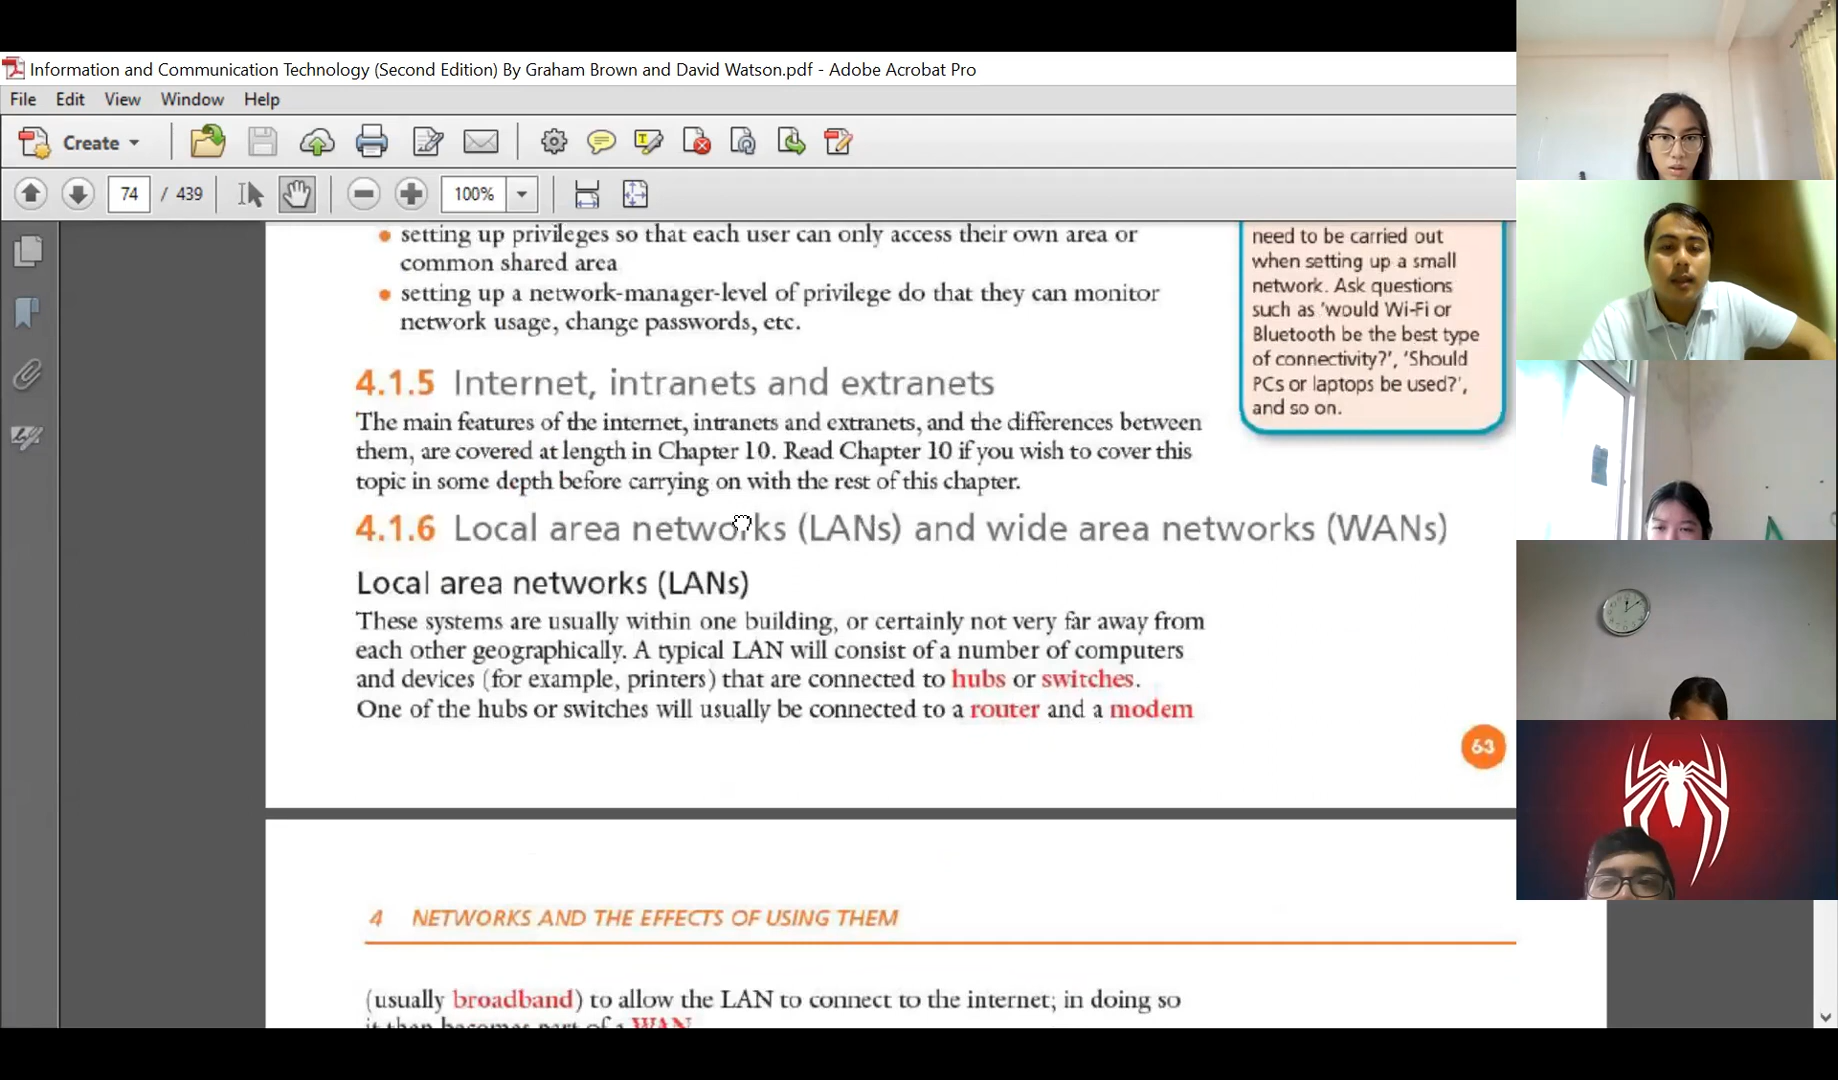 Information and Communication Technology (Second Edition) By Graham Brown and David Watson.pdf - Adobe Acrobat Pro
File Edit View Window Help
Create
74 / 439 100%
setting up privileges so that each user can only access their own area or
common shared area
setting up a network-manager-level of privilege do that they can monitor
network usage, change passwords, etc.
need to be carried out
when setting up a small
network. Ask questions
such as ‘would Wi-Fi or
Bluetooth be the best type
of connectivity?’, ‘Should
PCs or laptops be used?’,
and so on.
4.1.5 Internet, intranets and extranets
The main features of the internet, intranets and extranets, and the differences between
them, are covered at length in Chapter 10. Read Chapter 10 if you wish to cover this
topic in some depth before carrying on with the rest of this chapter.
4.1.6 Local area networks (LANs) and wide area networks (WANs)
Local area networks (LANs)
These systems are usually within one building, or certainly not very far away from
each other geographically. A typical LAN will consist of a number of computers
and devices (for example, printers) that are connected to hubs or switches.
One of the hubs or switches will usually be connected to a router and a modem
63
4 NETWORKS AND THE EFFECTS OF USING THEM
(usually broadband) to allow the LAN to connect to the internet; in doing so
it then becomes part of a WAN